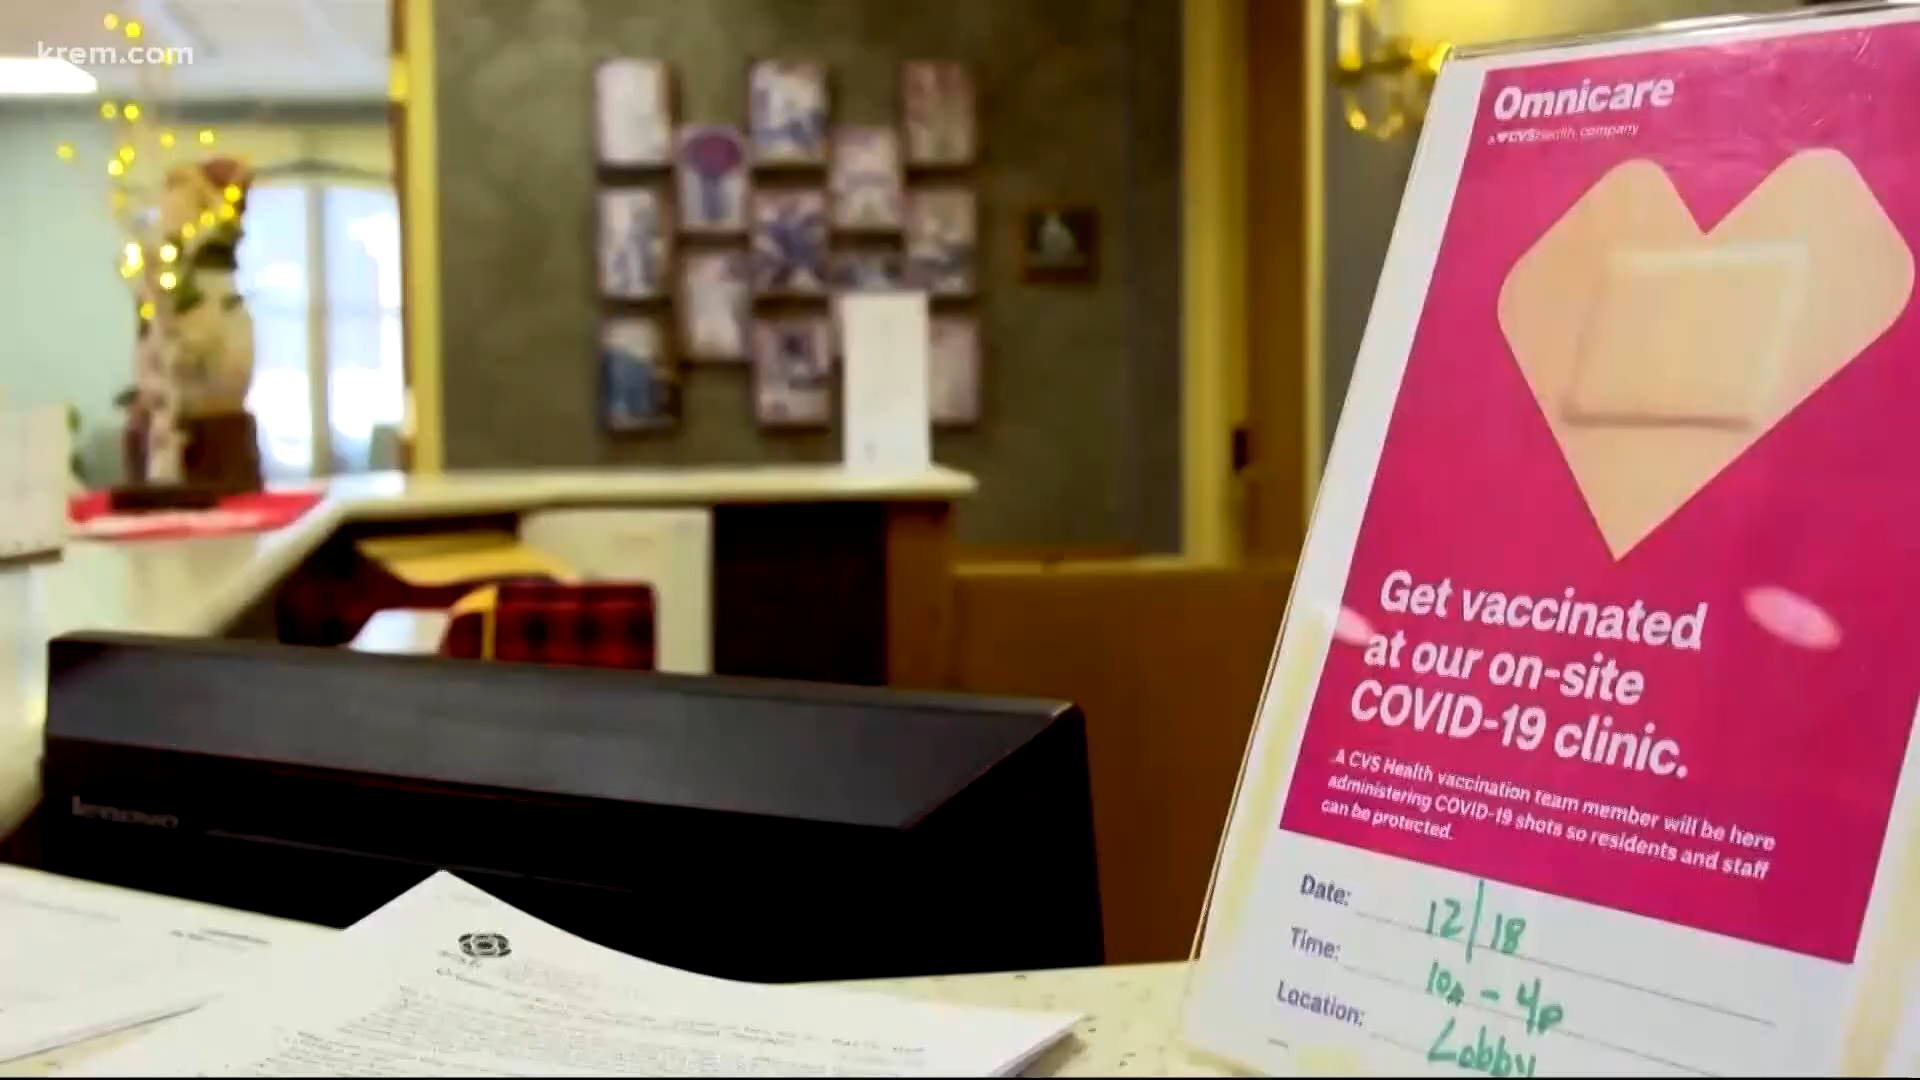 krem.com
Omnicare
a CVSHealth company
Get vaccinated
at our on-site
COVID-19 clinic.
A CVS Health vaccination team member will be here
administering COVID-19 shots so residents and staff
can be protected.
Date: 12/18
Time: 10A - 4p
Location: Lobby
lenovo